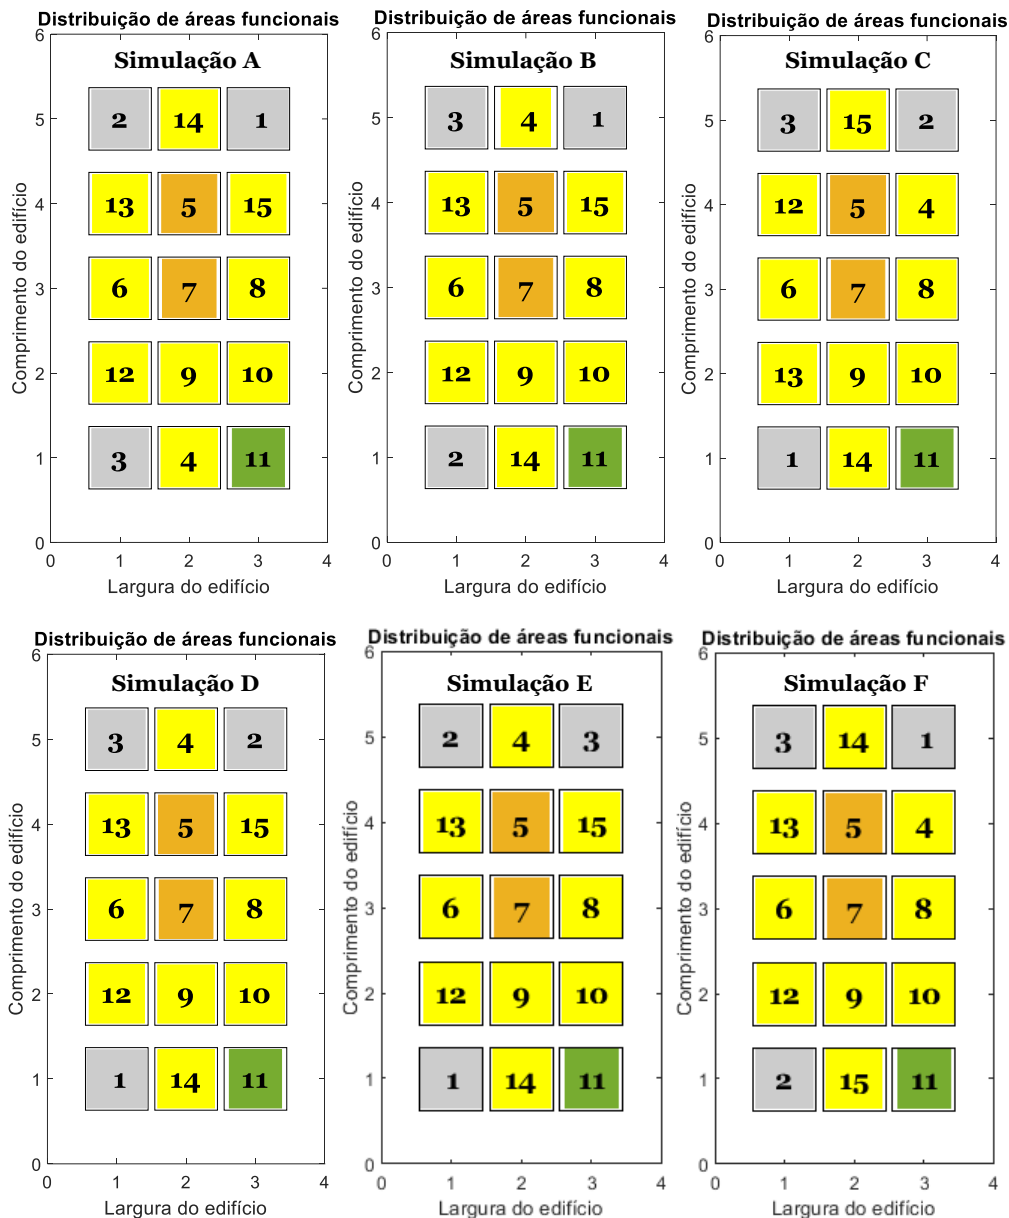 Distribuição de áreas funcionais
Simulação A
6
5
4
3
2
1
0
2 14 1
13 5 15
6 7 8
12 9 10
3 4 11
0 1 2 3 4
Comprimento do edifício
Largura do edifício
Distribuição de áreas funcionais
Simulação B
6
5
4
3
2
1
0
3 4 1
13 5 15
6 7 8
12 9 10
2 14 11
0 1 2 3 4
Comprimento do edifício
Largura do edifício
Distribuição de áreas funcionais
Simulação C
6
5
4
3
2
1
0
3 15 2
12 5 4
6 7 8
13 9 10
1 14 11
0 1 2 3 4
Comprimento do edifício
Largura do edifício
Distribuição de áreas funcionais
Simulação D
6
5
4
3
2
1
0
3 4 2
13 5 15
6 7 8
12 9 10
1 14 11
0 1 2 3 4
Comprimento do edifício
Largura do edifício
Distribuição de áreas funcionais
Simulação E
6
5
4
3
2
1
0
2 4 3
13 5 15
6 7 8
12 9 10
1 14 11
0 1 2 3 4
Comprimento do edifício
Largura do edifício
Distribuição de áreas funcionais
Simulação F
6
5
4
3
2
1
0
3 14 1
13 5 4
6 7 8
12 9 10
2 15 11
0 1 2 3 4
Comprimento do edifício
Largura do edifício